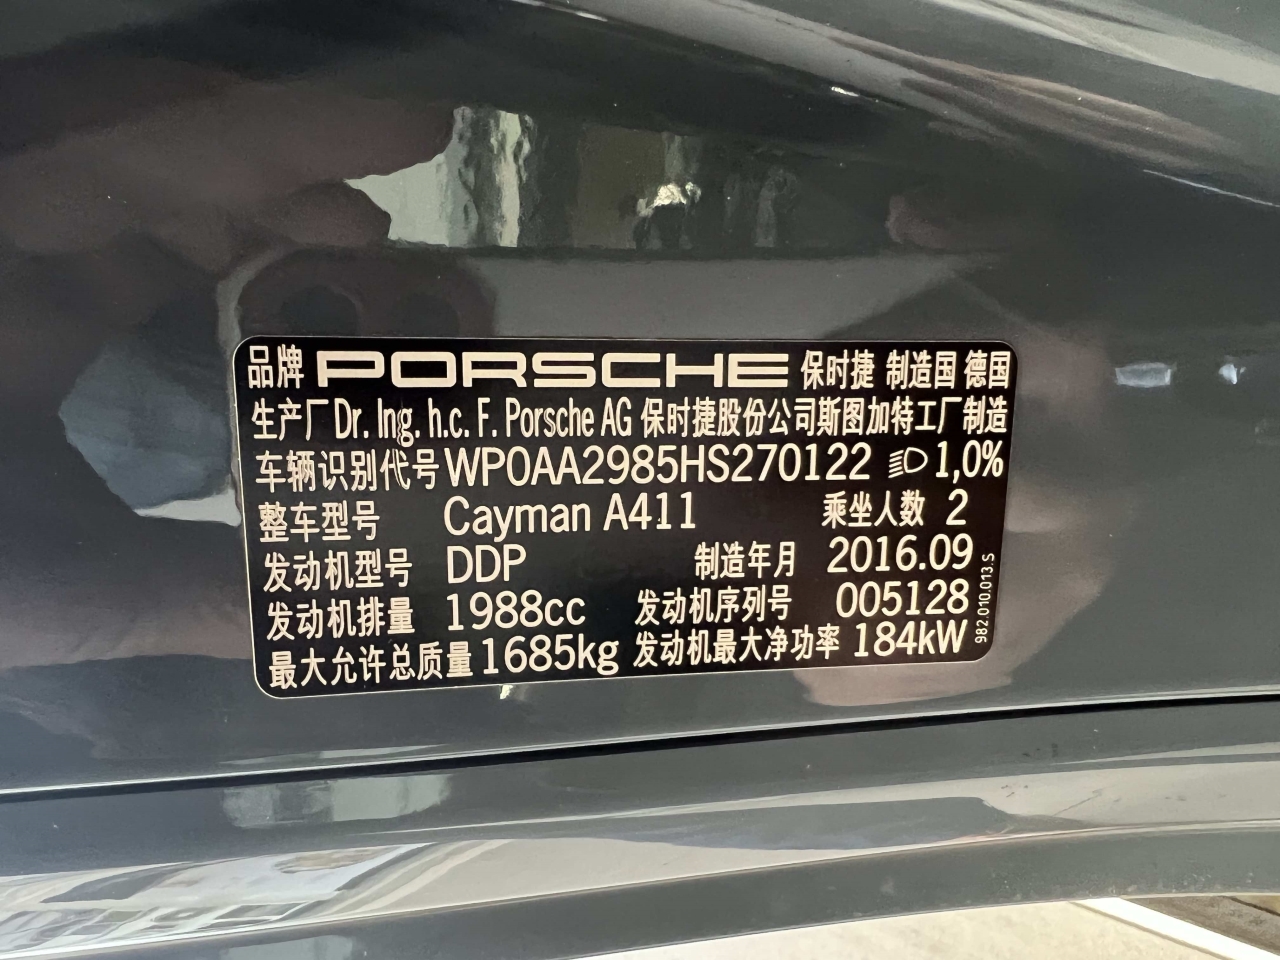 品牌 PORSCHE 保时捷 制造国 德国
生产厂 Dr. Ing. h.c. F. Porsche AG 保时捷股份公司斯图加特工厂制造
车辆识别代号 WP0AA2985HS270122 1,0%
整车型号 Cayman A411 乘坐人数 2
发动机型号 DDP 制造年月 2016.09
发动机排量 1988cc 发动机序列号 005128
最大允许总质量 1685kg 发动机最大净功率 184kW
982.010.013.S